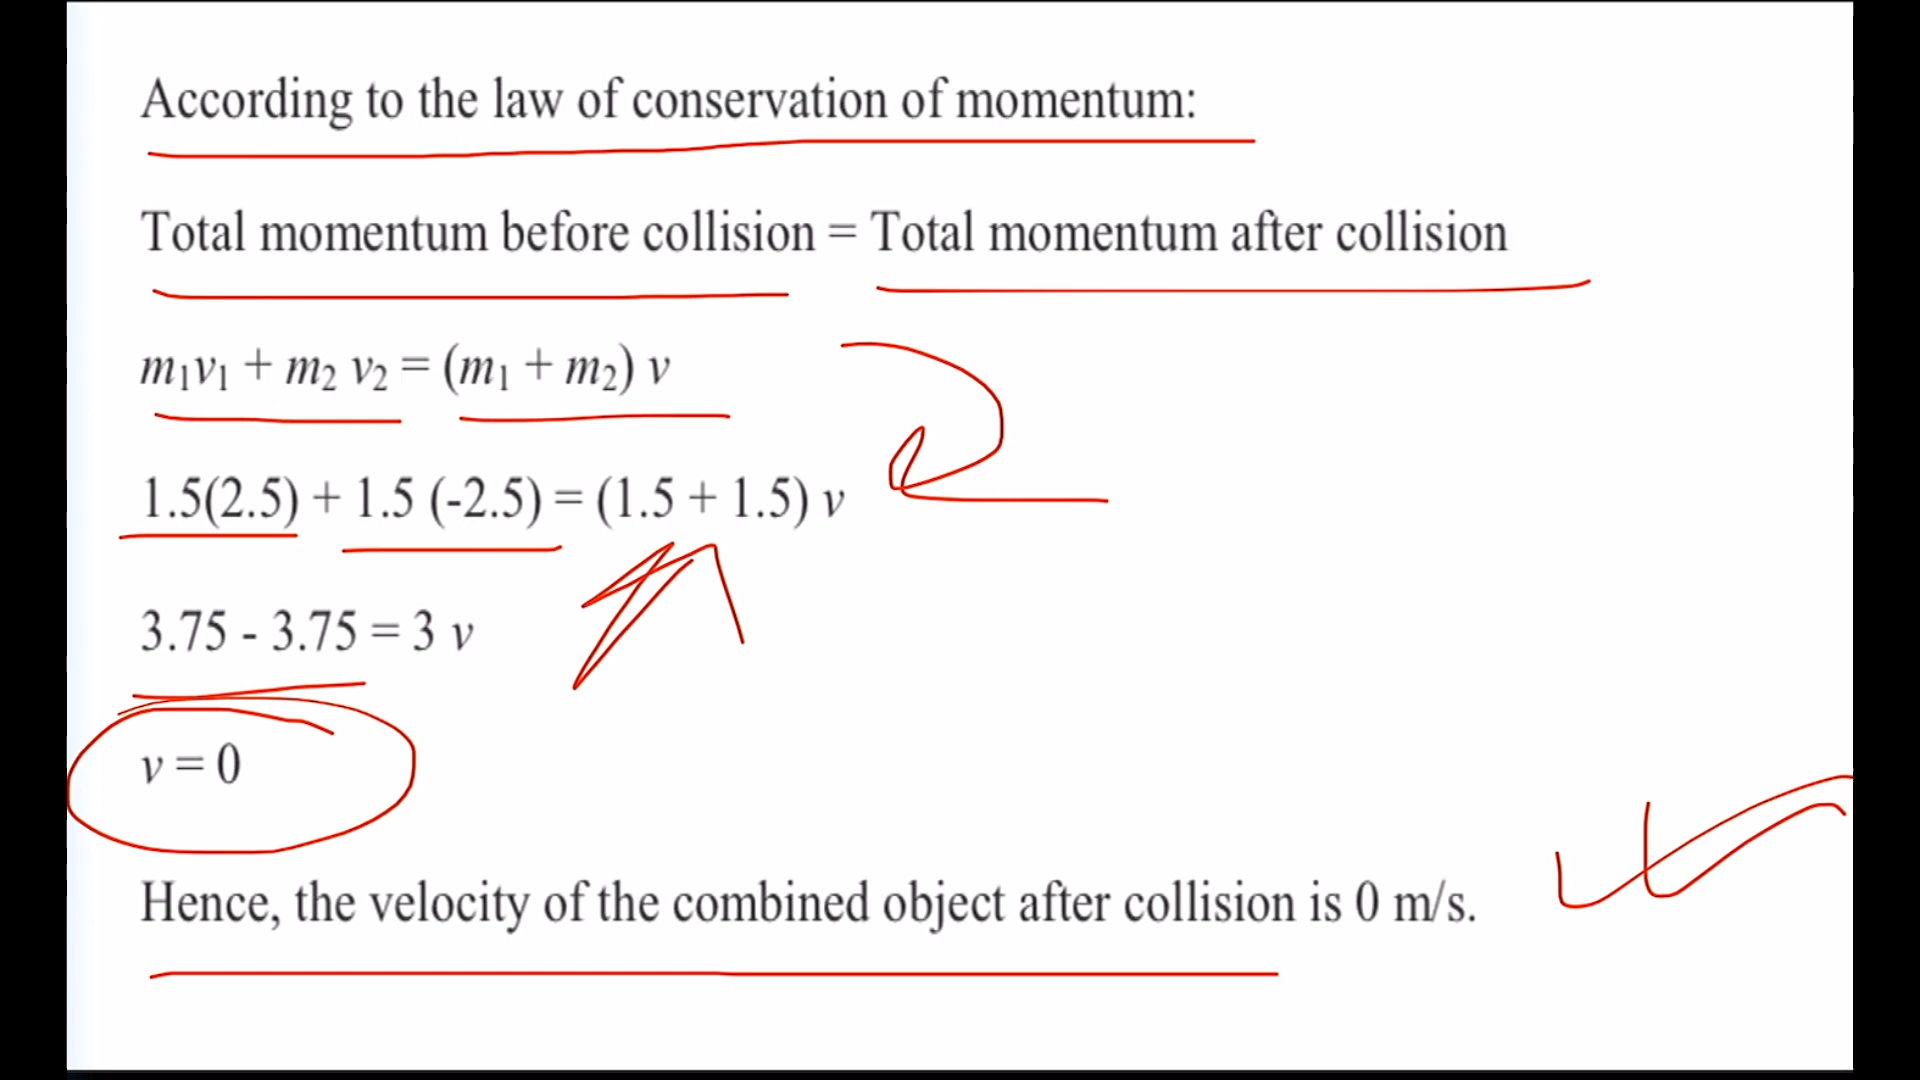 According to the law of conservation of momentum:
Total momentum before collision = Total momentum after collision
m₁v₁ + m₂ v₂ = (m₁ + m₂) v
1.5(2.5) + 1.5 (-2.5) = (1.5 + 1.5) v
3.75 - 3.75 = 3 v
v = 0
Hence, the velocity of the combined object after collision is 0 m/s.